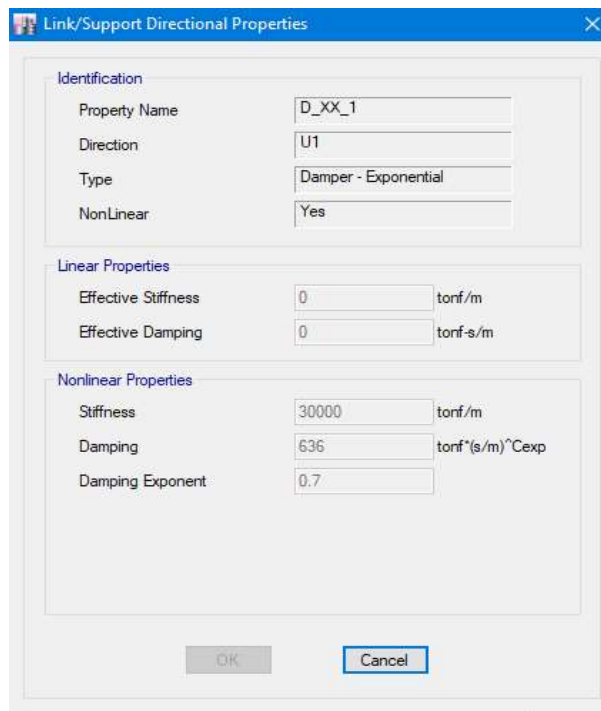 Link/Support Directional Properties
Identification
Property Name D_XX_1
Direction U1
Type Damper - Exponential
NonLinear Yes
Linear Properties
Effective Stiffness 0 tonf/m
Effective Damping 0 tonf-s/m
Nonlinear Properties
Stiffness 30000 tonf/m
Damping 636 tonf*(s/m)^Cexp
Damping Exponent 0.7
OK Cancel